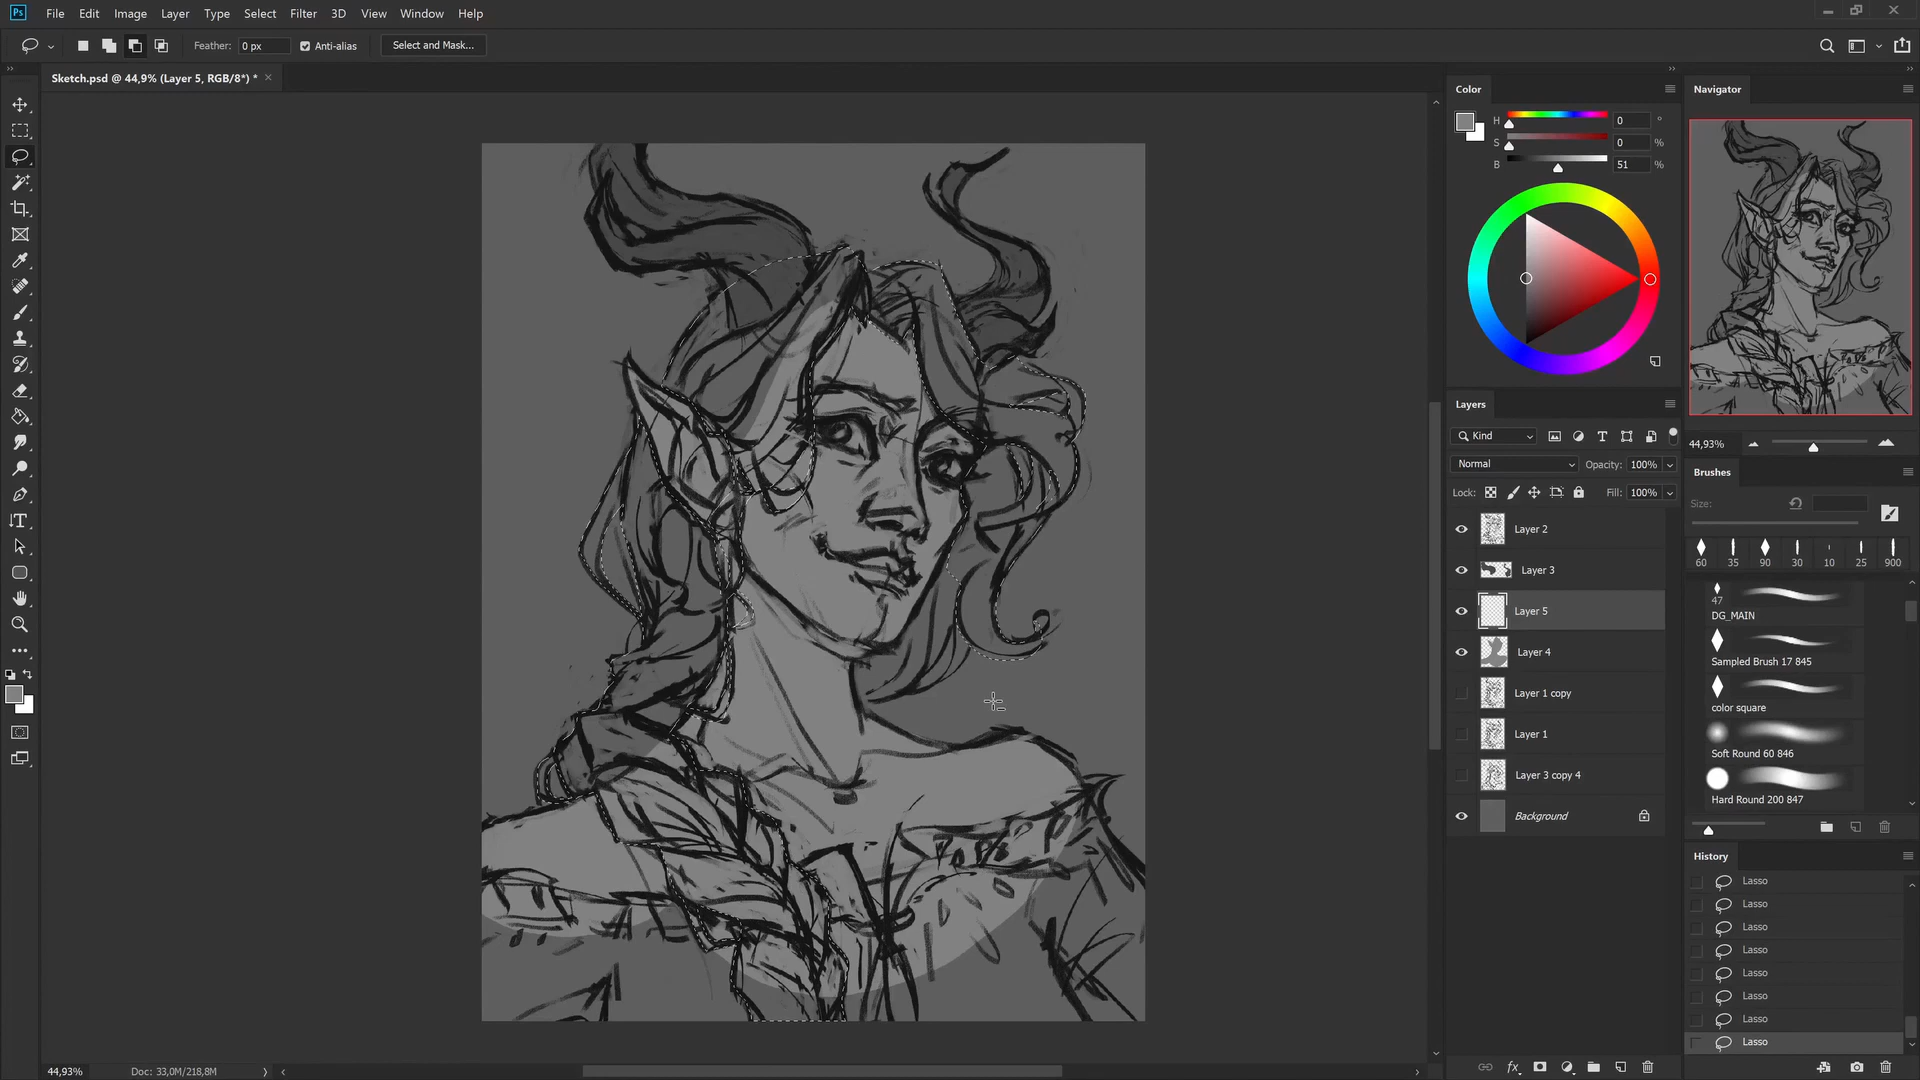 Ps File Edit Image Layer Type Select Filter 3D View Window Help
Feather: 0 px Anti-alias Select and Mask...
Sketch.psd @ 44,9% (Layer 5, RGB/8*) *
Color
H 0 °
S 0 %
B 51 %
Navigator
44,93%
Layers
Kind
Normal Opacity: 100%
Lock: Fill: 100%
Layer 2
Layer 3
Layer 5
Layer 4
Layer 1 copy
Layer 1
Layer 3 copy 4
Background
Brushes
Size:
60 35 90 30 10 25 900
47
DG_MAIN
Sampled Brush 17 845
color square
Soft Round 60 846
Hard Round 200 847
History
Lasso
Lasso
Lasso
Lasso
Lasso
Lasso
Lasso
Lasso
44,93% Doc: 33,0M/218,8M
fx